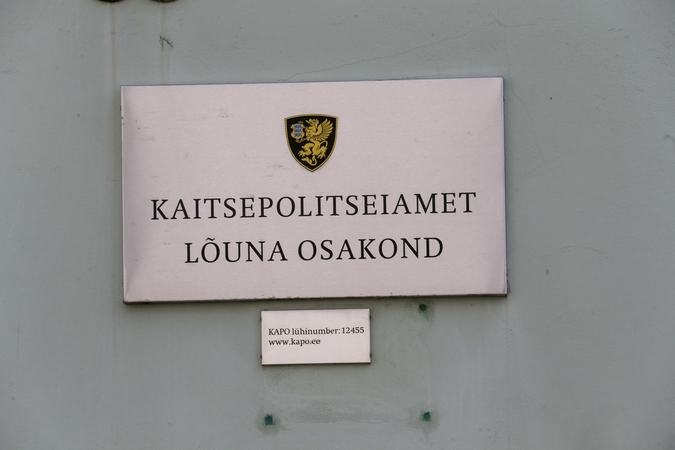 KAITSEPOLITSEIAMET
LÕUNA OSAKOND
KAPO lühinumber: 12455
www.kapo.ee